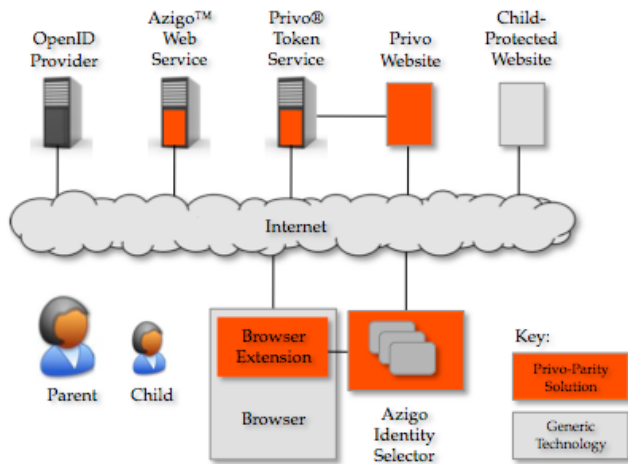 OpenID
Provider
Azigo™
Web
Service
Privo®
Token
Service
Privo
Website
Child-
Protected
Website
Internet
Parent
Child
Browser
Extension
Browser
Azigo
Identity
Selector
Key:
Privo-Parity
Solution
Generic
Technology